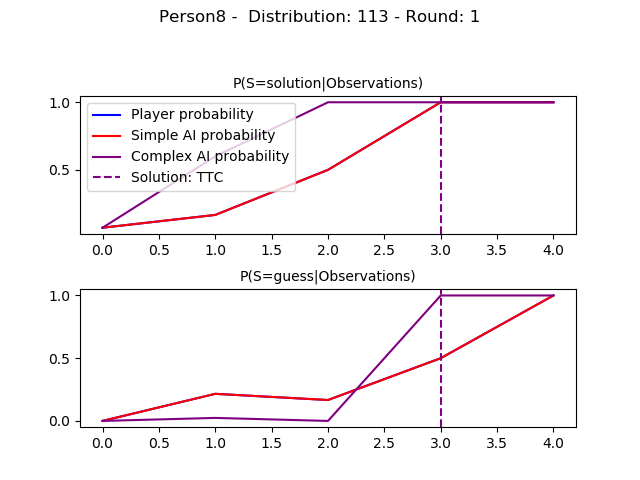 Person8 -  Distribution: 113 - Round: 1
P(S=solution|Observations)
1.0
0.5
Player probability
Simple AI probability
Complex AI probability
Solution: TTC
0.0 0.5 1.0 1.5 2.0 2.5 3.0 3.5 4.0
P(S=guess|Observations)
1.0
0.5
0.0
0.0 0.5 1.0 1.5 2.0 2.5 3.0 3.5 4.0